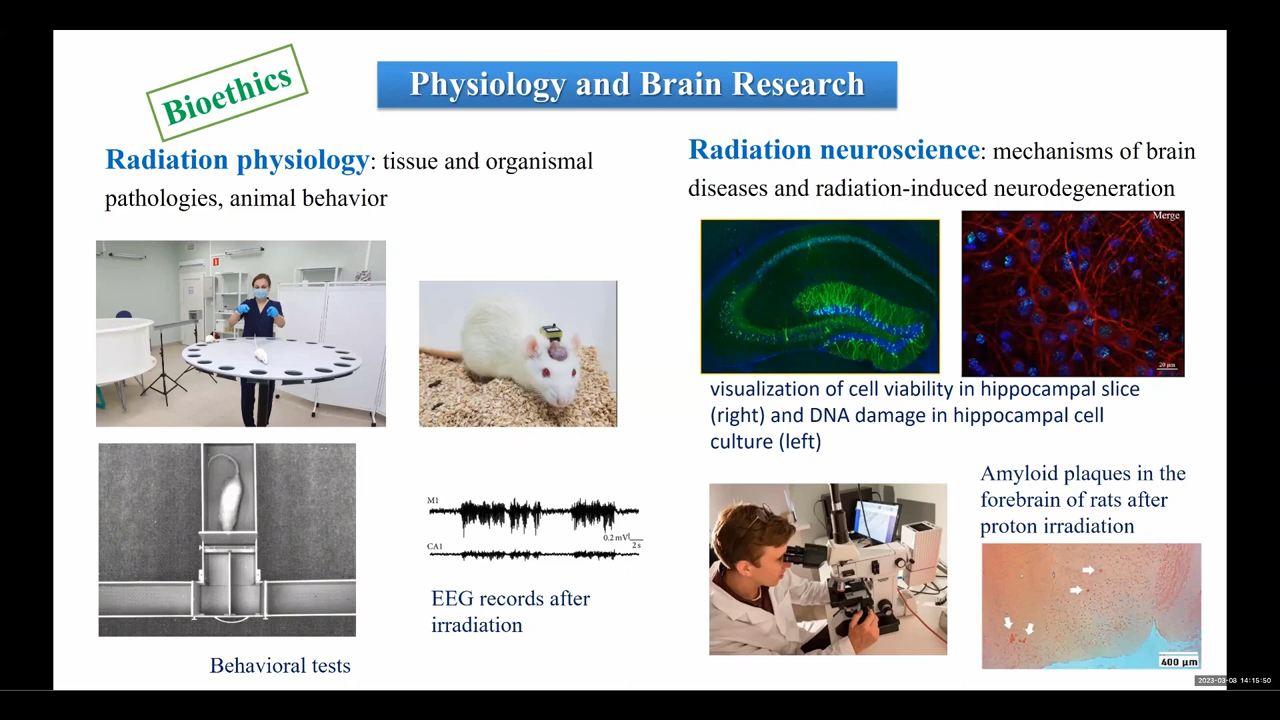 Bioethics
Physiology and Brain Research
Radiation physiology: tissue and organismal
pathologies, animal behavior
Radiation neuroscience: mechanisms of brain
diseases and radiation-induced neurodegeneration
Merge
20 μm
visualization of cell viability in hippocampal slice
(right) and DNA damage in hippocampal cell
culture (left)
M1
0.2 mV
2 s
CA1
EEG records after
irradiation
Behavioral tests
Amyloid plaques in the
forebrain of rats after
proton irradiation
400 μm
2023-03-08 14:15:50